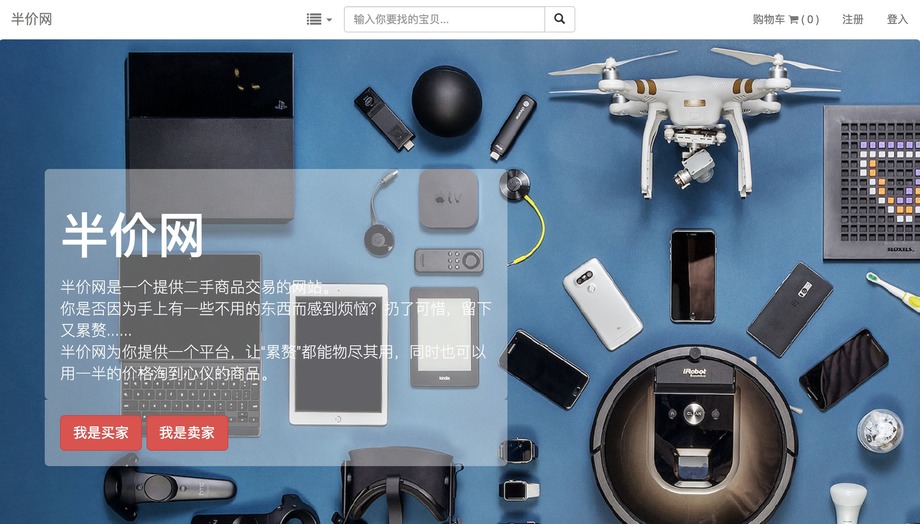 半价网
输入你要找的宝贝...
购物车 ( 0 )
注册
登入
半价网
半价网是一个提供二手商品交易的网站。
你是否因为手上有一些不用的东西而感到烦恼？扔了可惜，留下
又累赘......
半价网为你提供一个平台，让“累赘”都能物尽其用，同时也可以
用一半的价格淘到心仪的商品。
我是买家
我是卖家
tv
kindle
BLOXELS
iRobot
CLEAN